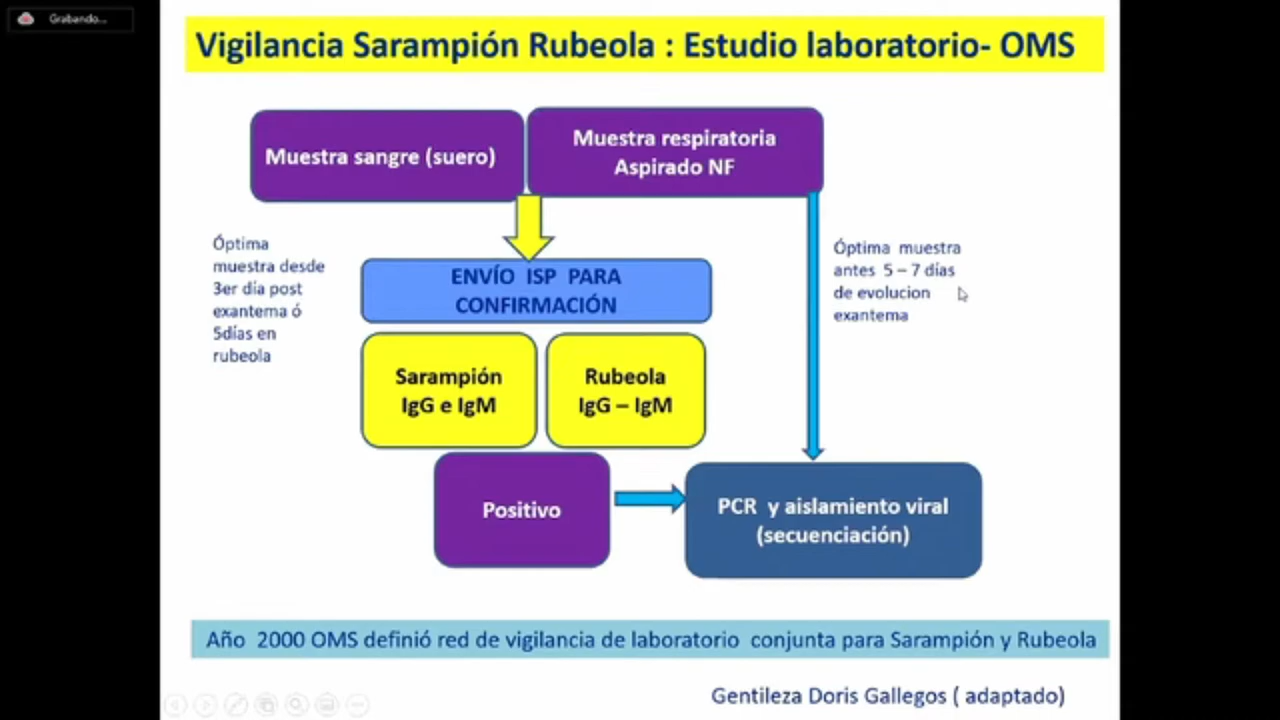 Grabando...
Vigilancia Sarampión Rubeola : Estudio laboratorio- OMS
Muestra sangre (suero)
Muestra respiratoria
Aspirado NF
Óptima
muestra desde
3er día post
exantema ó
5días en
rubeola
ENVÍO ISP PARA
CONFIRMACIÓN
Óptima muestra
antes 5 – 7 días
de evolucion
exantema
Sarampión
IgG e IgM
Rubeola
IgG – IgM
Positivo
PCR y aislamiento viral
(secuenciación)
Año 2000 OMS definió red de vigilancia de laboratorio conjunta para Sarampión y Rubeola
Gentileza Doris Gallegos ( adaptado)